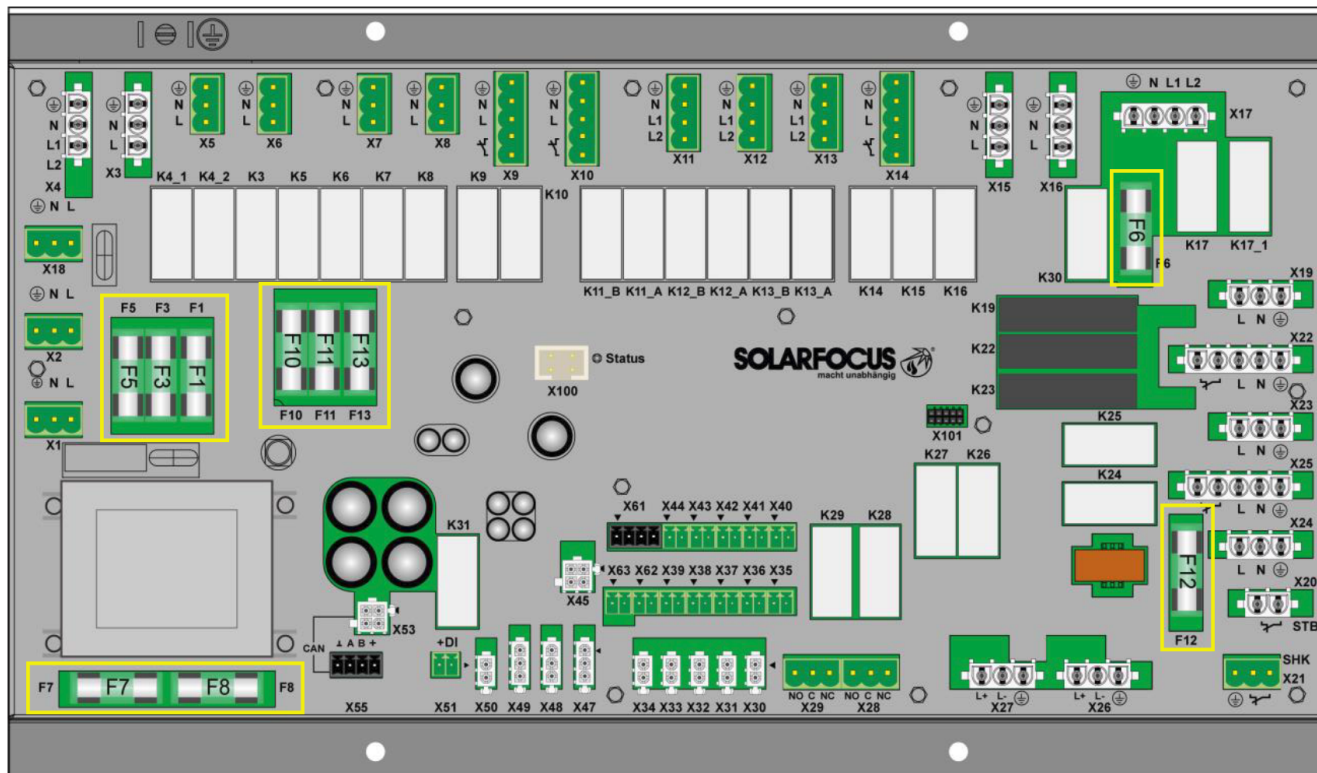 N L1 L2
X17
N
L1
L2
X4
N
L
X3
N
L
X5
N
L
X6
N
L
X7
N
L
X8
N
L
X9
N
L
X10
N
L1
L2
X11
N
L1
L2
X12
N
L1
L2
X13
N
L
X14
N
L
X15
N
L
X16
K4_1 K4_2 K3 K5 K6 K7 K8 K9 K10
N L
X18
K11_B K11_A K12_B K12_A K13_B K13_A K14 K15 K16
K30
F6
F6
K17 K17_1
X19
L N
N L
X2
F5 F3 F1
F5 F3 F1
F10 F11 F13
F10 F11 F13
Status
X100
SOLARFOCUS®
macht unabhängig
K19
K22
K23
X22
L N
N L
X1
X101
K27 K26
K25
K24
X23
L N
X25
L N
X24
L N
F12
F12
X20
STB
K31
X61 X44 X43 X42 X41 X40
X63 X62 X39 X38 X37 X36 X35
X45
K29 K28
X53
CAN
A B +
X55
+DI
X51
X50 X49 X48 X47
X34 X33 X32 X31 X30
NO C NC
X29
NO C NC
X28
L+ L-
X27
L+ L-
X26
SHK
X21
F7 F7 F8 F8